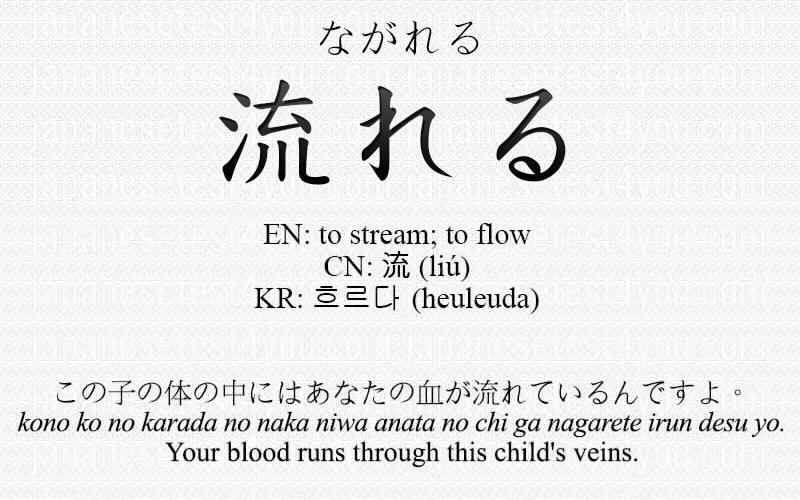 ながれる
流れる
EN: to stream; to flow
CN: 流 (liú)
KR: 흐르다 (heuleuda)
この子の体の中にはあなたの血が流れているんですよ。
kono ko no karada no naka niwa anata no chi ga nagarete irun desu yo.
Your blood runs through this child's veins.